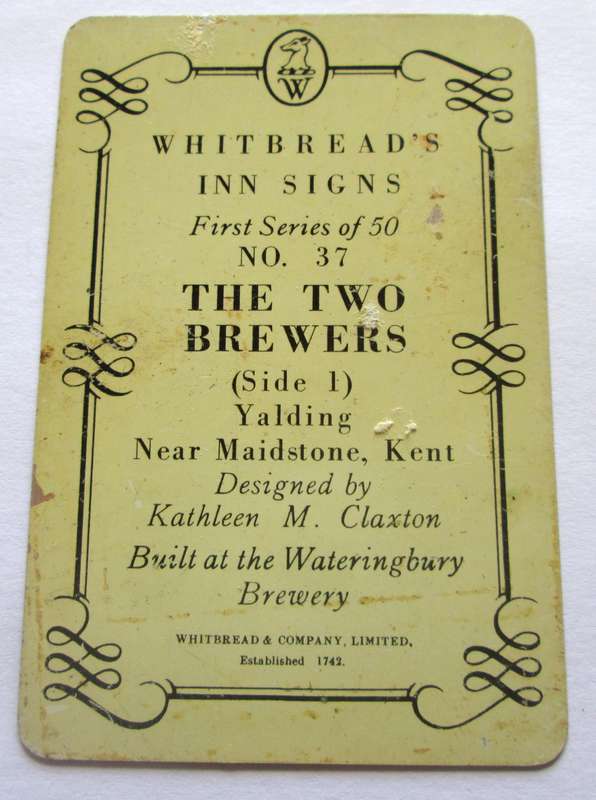 W
WHITBREAD'S
INN SIGNS
First Series of 50
NO. 37
THE TWO
BREWERS
(Side 1)
Yalding
Near Maidstone, Kent
Designed by
Kathleen M. Claxton
Built at the Wateringbury
Brewery
WHITBREAD & COMPANY, LIMITED,
Established 1742.